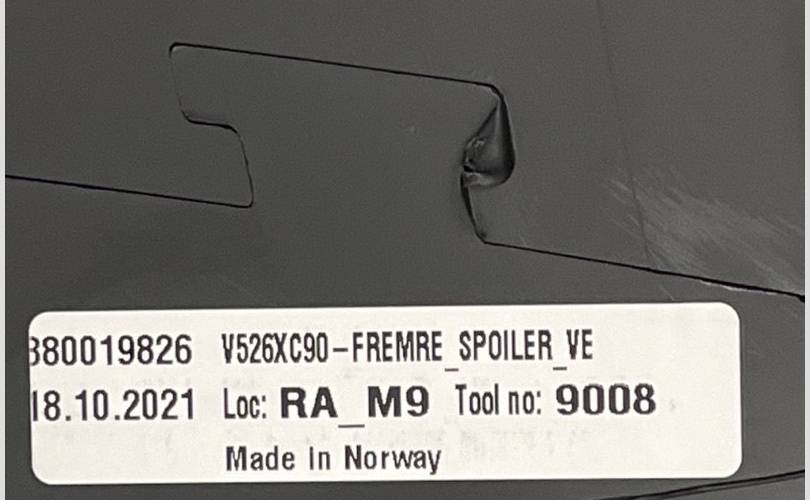 380019826 V526XC90-FREMRE_SPOILER_VE
18.10.2021 Loc: RA_M9 Tool no: 9008
Made In Norway